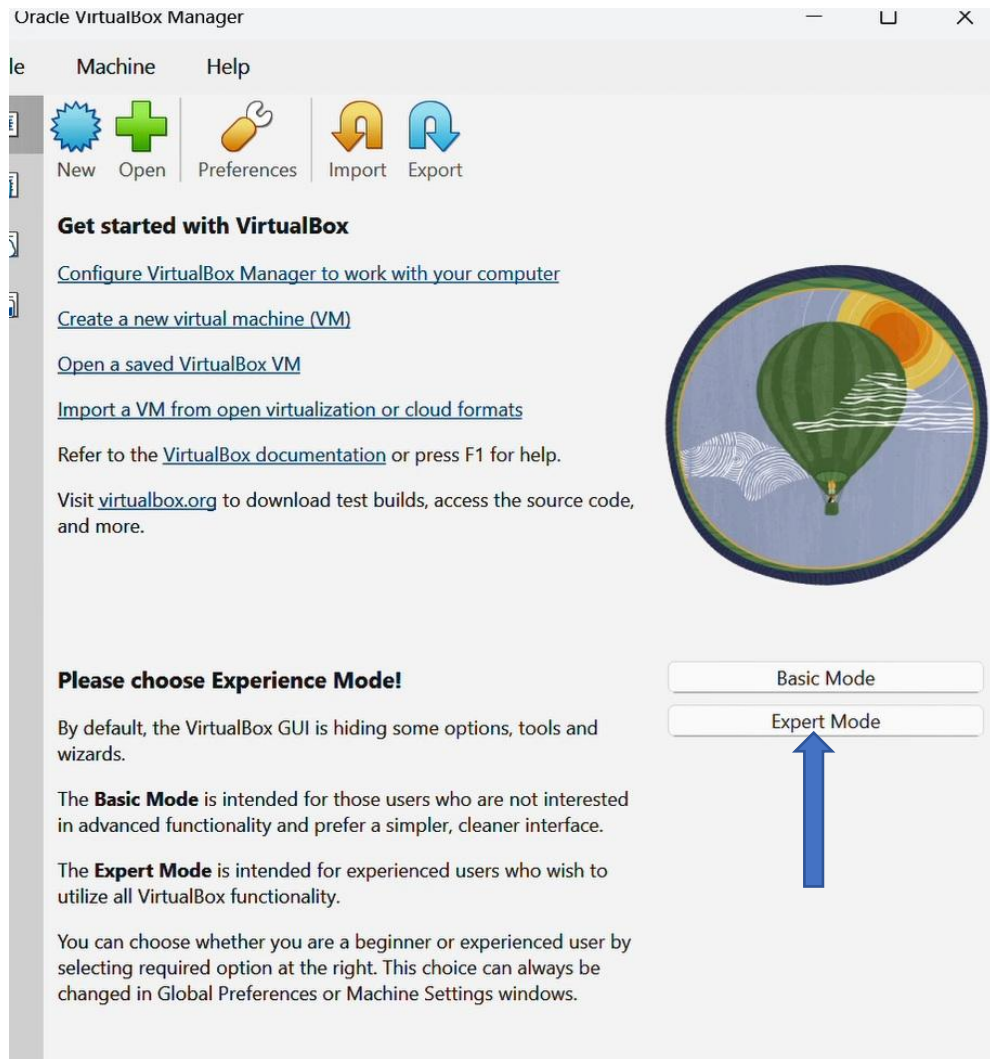 Oracle VirtualBox Manager
le Machine Help
New Open Preferences Import Export
Get started with VirtualBox
Configure VirtualBox Manager to work with your computer
Create a new virtual machine (VM)
Open a saved VirtualBox VM
Import a VM from open virtualization or cloud formats
Refer to the VirtualBox documentation or press F1 for help.
Visit virtualbox.org to download test builds, access the source code,
and more.
Please choose Experience Mode!
Basic Mode
Expert Mode
By default, the VirtualBox GUI is hiding some options, tools and
wizards.
The Basic Mode is intended for those users who are not interested
in advanced functionality and prefer a simpler, cleaner interface.
The Expert Mode is intended for experienced users who wish to
utilize all VirtualBox functionality.
You can choose whether you are a beginner or experienced user by
selecting required option at the right. This choice can always be
changed in Global Preferences or Machine Settings windows.